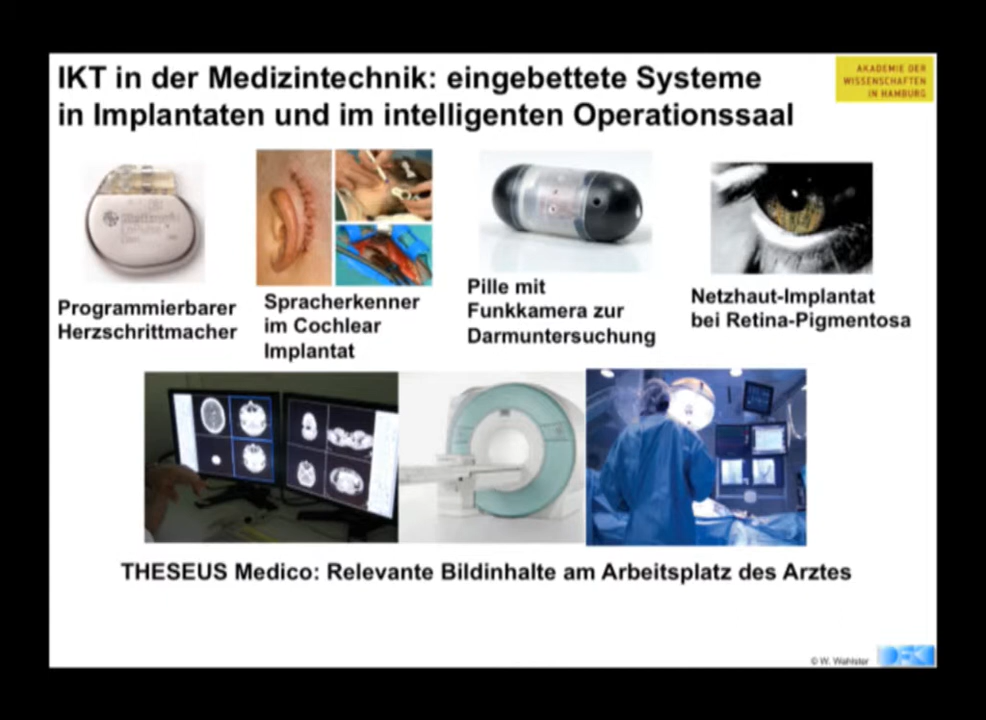 IKT in der Medizintechnik: eingebettete Systeme
in Implantaten und im intelligenten Operationssaal
AKADEMIE DER
WISSENSCHAFTEN
IN HAMBURG
Programmierbarer
Herzschrittmacher
Spracherkenner
im Cochlear
Implantat
Pille mit
Funkkamera zur
Darmuntersuchung
Netzhaut-Implantat
bei Retina-Pigmentosa
THESEUS Medico: Relevante Bildinhalte am Arbeitsplatz des Arztes
© W. Wahlster
DFKI